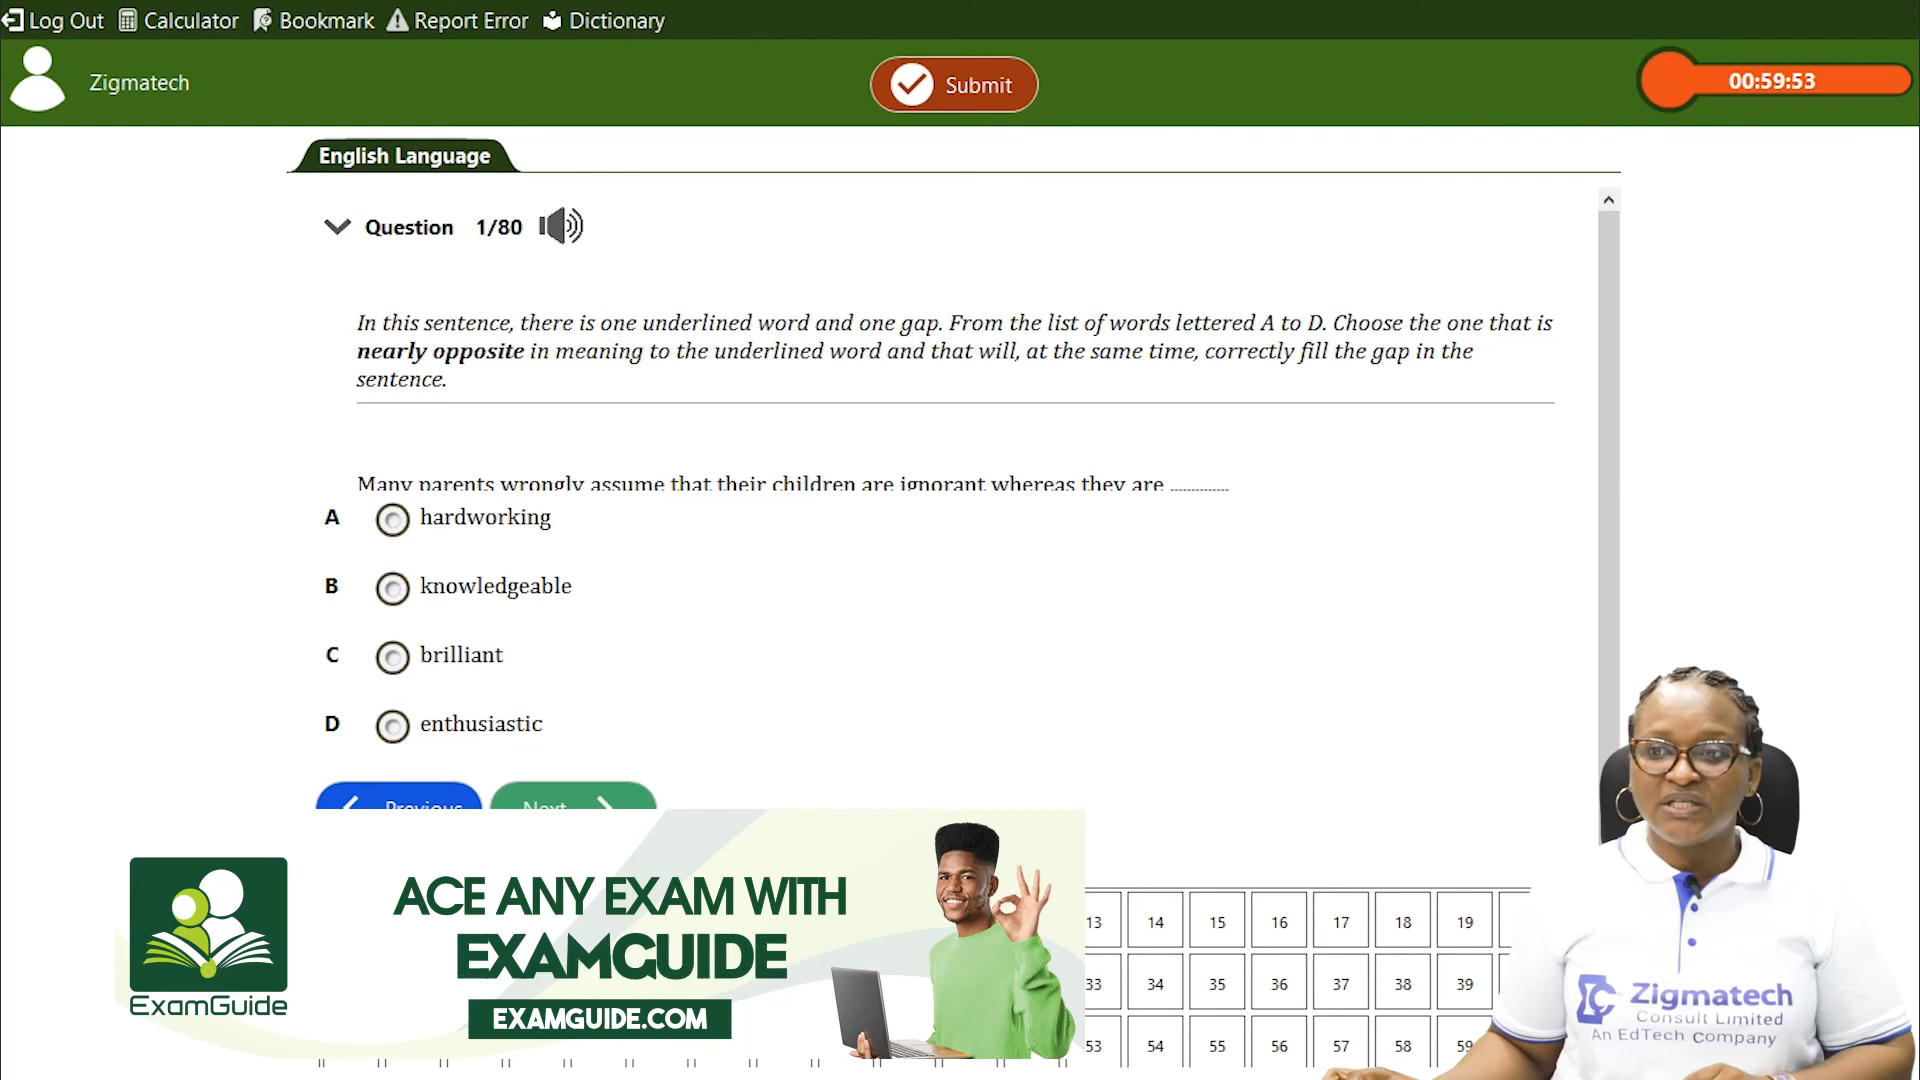 Log Out Calculator Bookmark Report Error Dictionary
Zigmatech
Submit
00:59:53
English Language
Question 1/80
In this sentence, there is one underlined word and one gap. From the list of words lettered A to D. Choose the one that is
nearly opposite in meaning to the underlined word and that will, at the same time, correctly fill the gap in the
sentence.
Many parents wrongly assume that their children are ignorant whereas they are ............
A hardworking
B knowledgeable
C brilliant
D enthusiastic
Previous Next
ExamGuide
ACE ANY EXAM WITH
EXAMGUIDE
EXAMGUIDE.COM
13 14 15 16 17 18 19
33 34 35 36 37 38 39
53 54 55 56 57 58 59
Zigmatech
Consult Limited
An EdTech Company